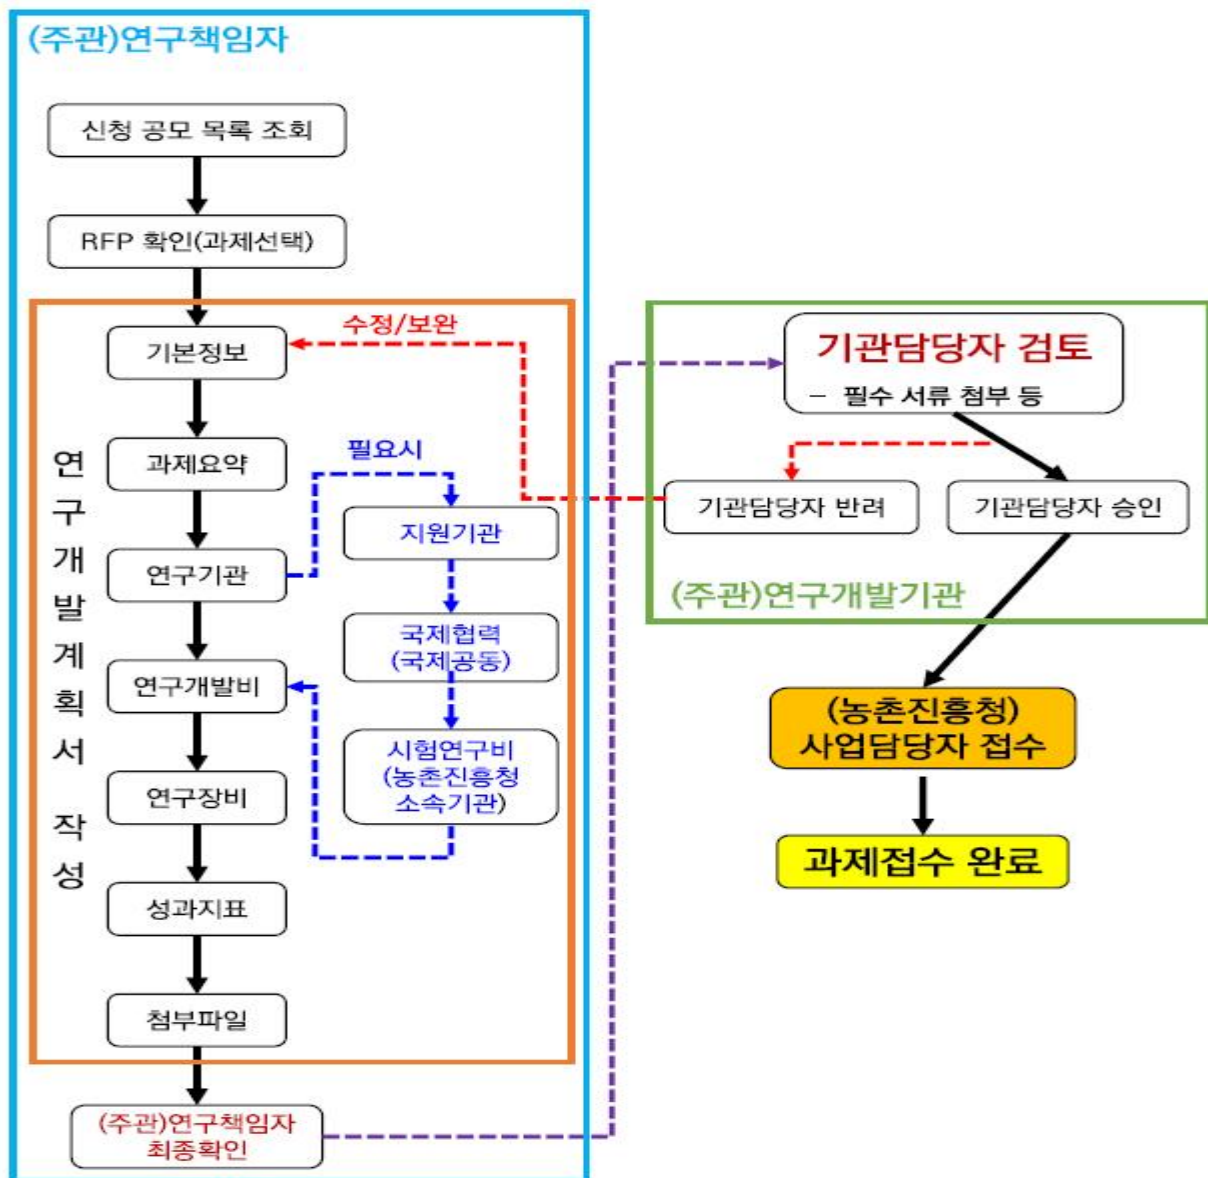 (주관)연구책임자
신청 공모 목록 조회
RFP 확인(과제선택)
연구개발계획서 작성
기본정보
과제요약
연구기관
연구개발비
연구장비
성과지표
첨부파일
(주관)연구책임자
최종확인
수정/보완
필요시
지원기관
국제협력
(국제공동)
시험연구비
(농촌진흥청
소속기관)
기관담당자 검토
– 필수 서류 첨부 등
기관담당자 반려
기관담당자 승인
(주관)연구개발기관
(농촌진흥청)
사업담당자 접수
과제접수 완료